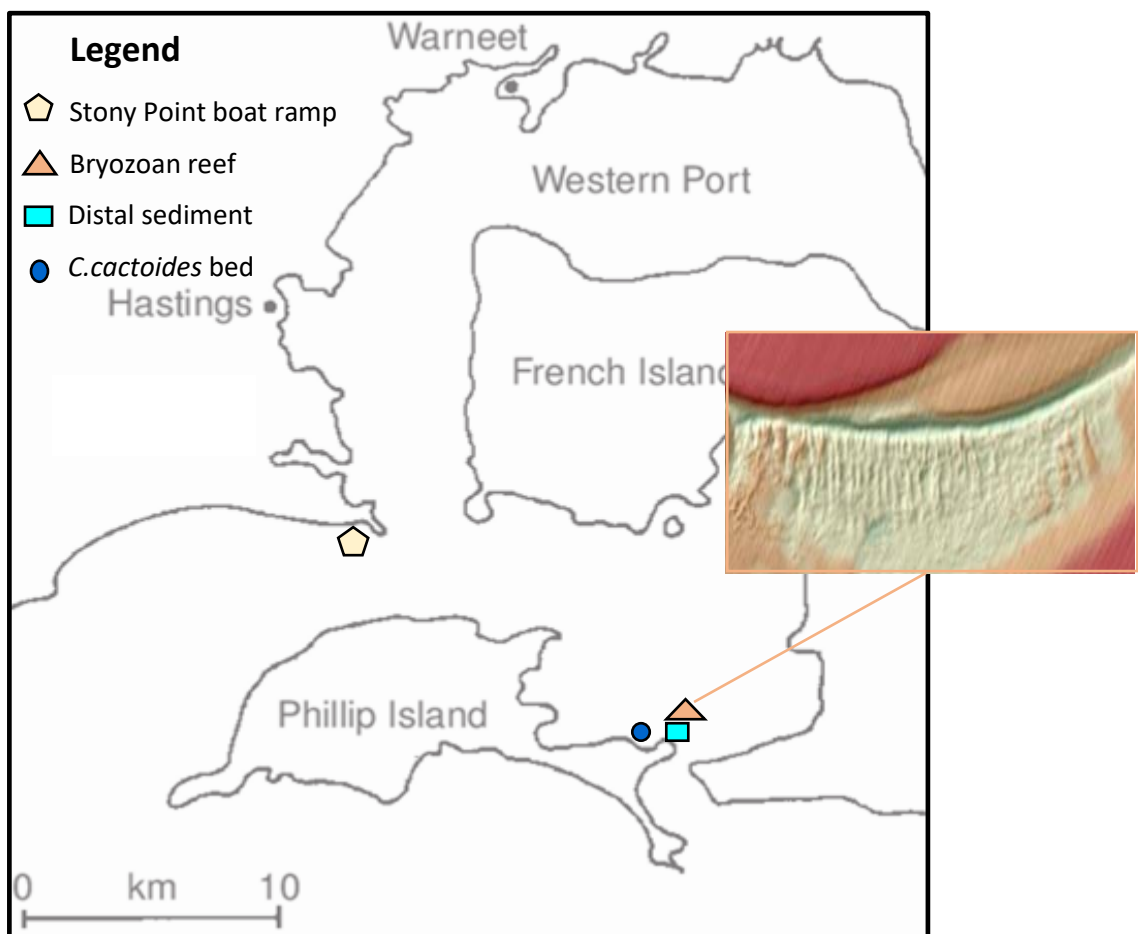 Legend
Stony Point boat ramp
Bryozoan reef
Distal sediment
C.cactoides bed
Warneet
Western Port
Hastings
French Island
Phillip Island
0 km 10